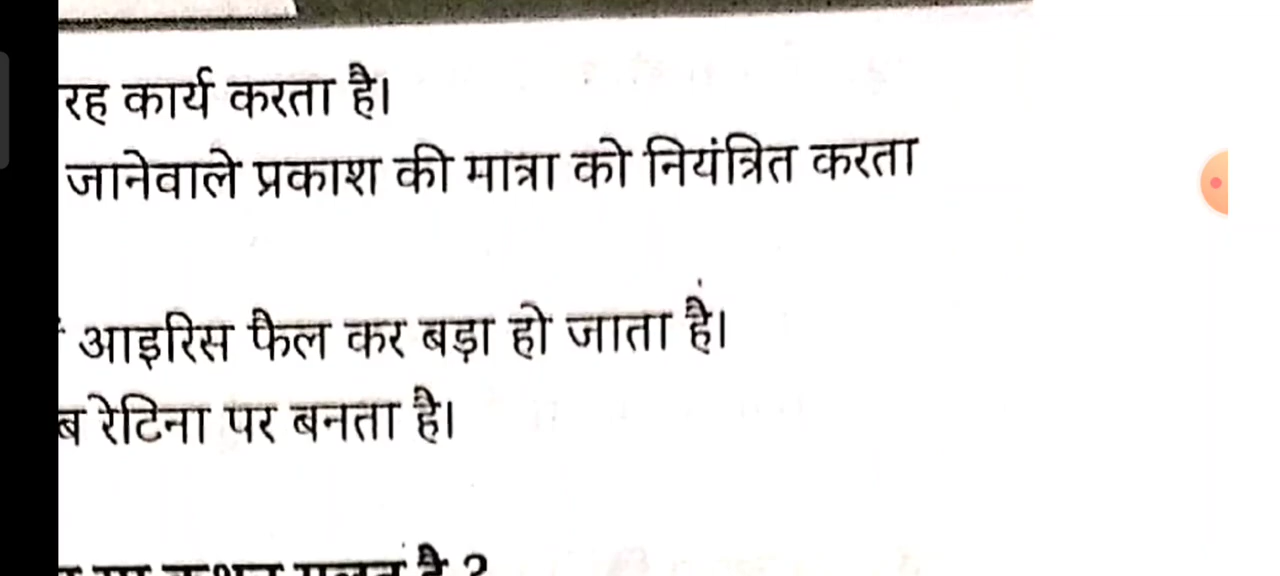 रह कार्य करता है।
जानेवाले प्रकाश की मात्रा को नियंत्रित करता
आइरिस फैल कर बड़ा हो जाता है।
ब रेटिना पर बनता है।
है ?